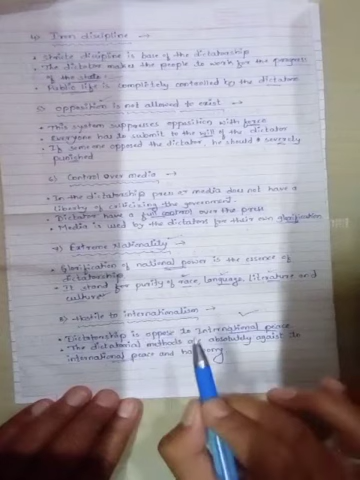 4) Iron discipline →
• Stricte discipline is base of the dictatorship
• The dictator makes the people to work for the progress
of the state.
• Public life is completely controlled by the dictator
5) opposition is not allowed to exist →
• This system suppresses opposition with force
• Everyone has to submit to the will of the dictator
• If someone opposed the dictator, he should severely
punished
6) Control over media →
• In the dictatorship press or media does not have a
liberty of criticising the government.
• Dictator have a full control over the press
• Media is used by the dictators for their own glorification
7) Extreme Nationality →
• Glorification of national power is the essence of
dictatorship
• It stand for purity of race, language, literature and
culture
8) Hostile to internationalism →
• Dictatorship is oppose to International peace
• The dictatorial methods are absolutely agaist to
international peace and harmony